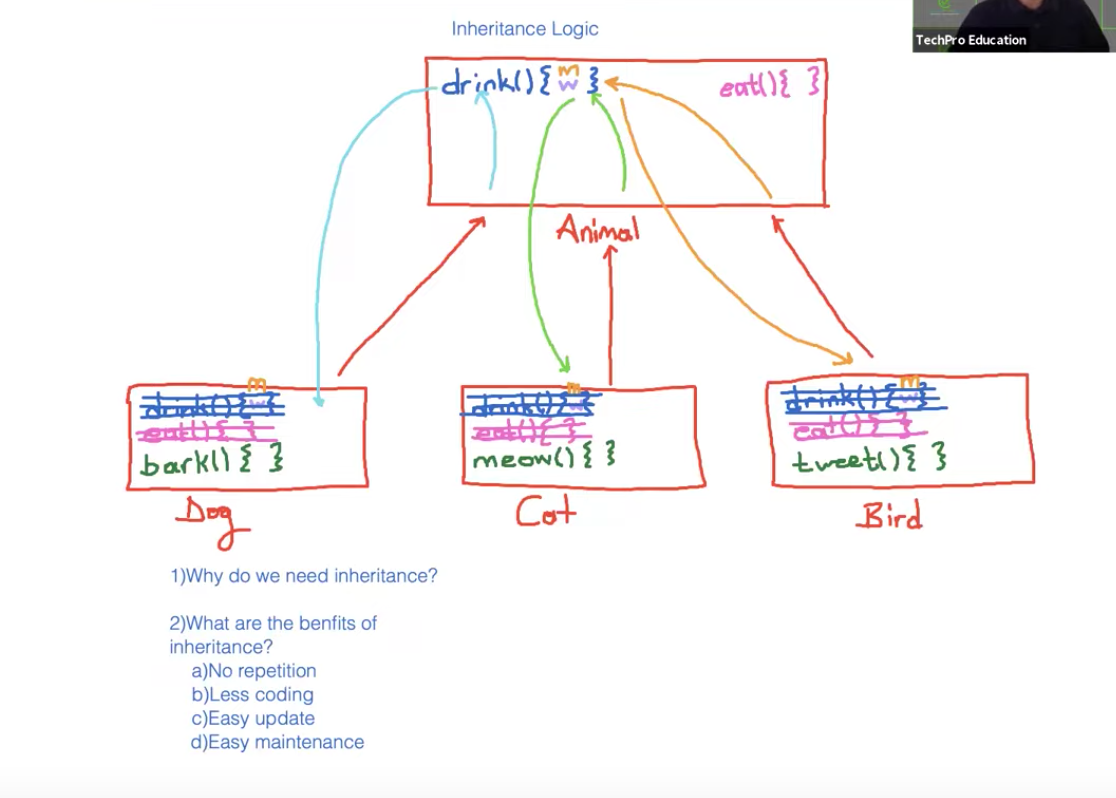 Inheritance Logic
TechPro Education
drink(){ m w }
eat(){ }
Animal
m
drink(){ w }
eat(){ }
bark(){ }
Dog
m
drink(){ w }
eat(){ }
meow(){ }
Cat
m
drink(){ w }
eat(){ }
tweet(){ }
Bird
1)Why do we need inheritance?
2)What are the benfits of
inheritance?
a)No repetition
b)Less coding
c)Easy update
d)Easy maintenance